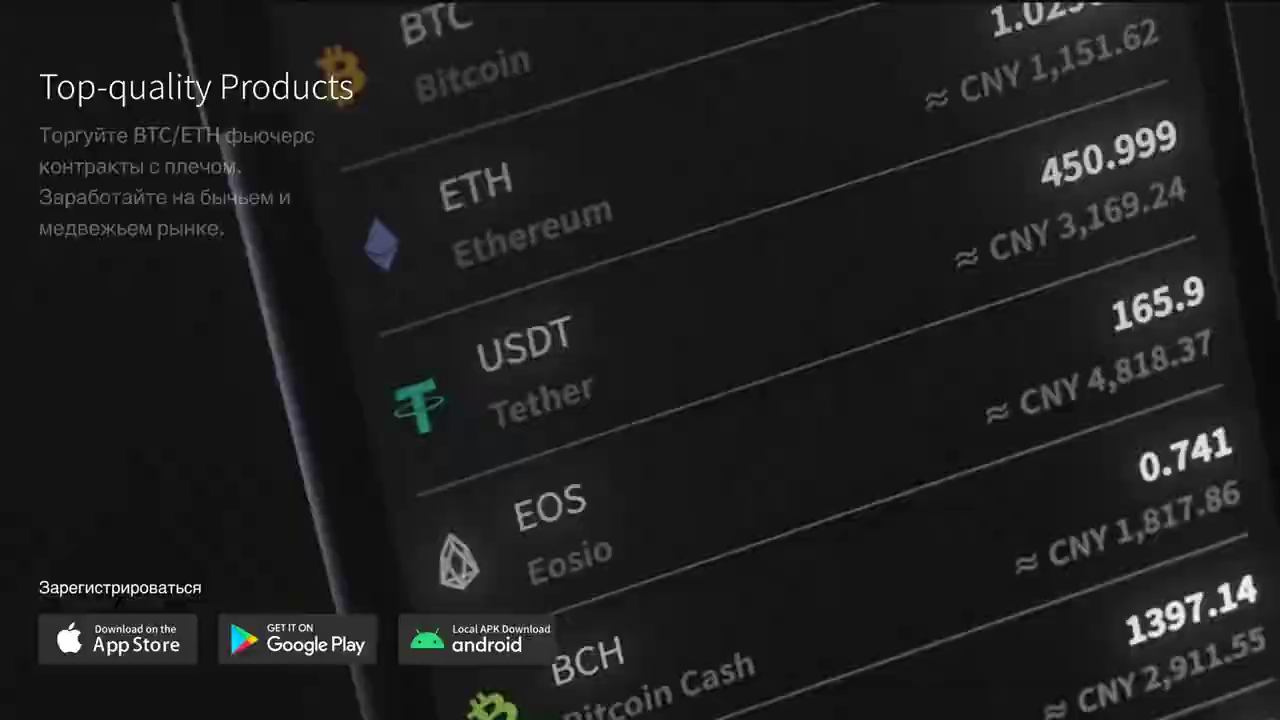 Top-quality Products
Торгуйте BTC/ETH фьючерс
контракты с плечом.
Заработайте на бычьем и
медвежьем рынке.
BTC
Bitcoin
≈ CNY 1,151.62
ETH
Ethereum
450.999
≈ CNY 3,169.24
USDT
Tether
165.9
≈ CNY 4,818.37
EOS
Eosio
0.741
≈ CNY 1,817.86
BCH
Bitcoin Cash
1397.14
≈ CNY 2,911.55
Зарегистрироваться
Download on the
App Store
GET IT ON
Google Play
Local APK Download
android